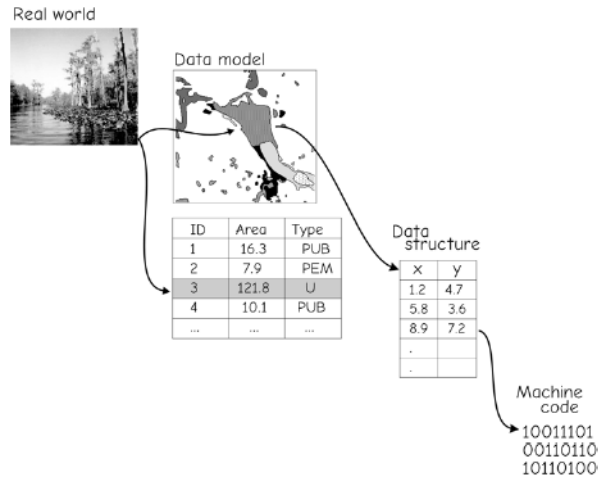 Real world
Data model
ID Area Type
1 16.3 PUB
2 7.9 PEM
3 121.8 U
4 10.1 PUB
... ... ...
Data
structure
x y
1.2 4.7
5.8 3.6
8.9 7.2
.
.
Machine
code
10011101
00110110
10110100